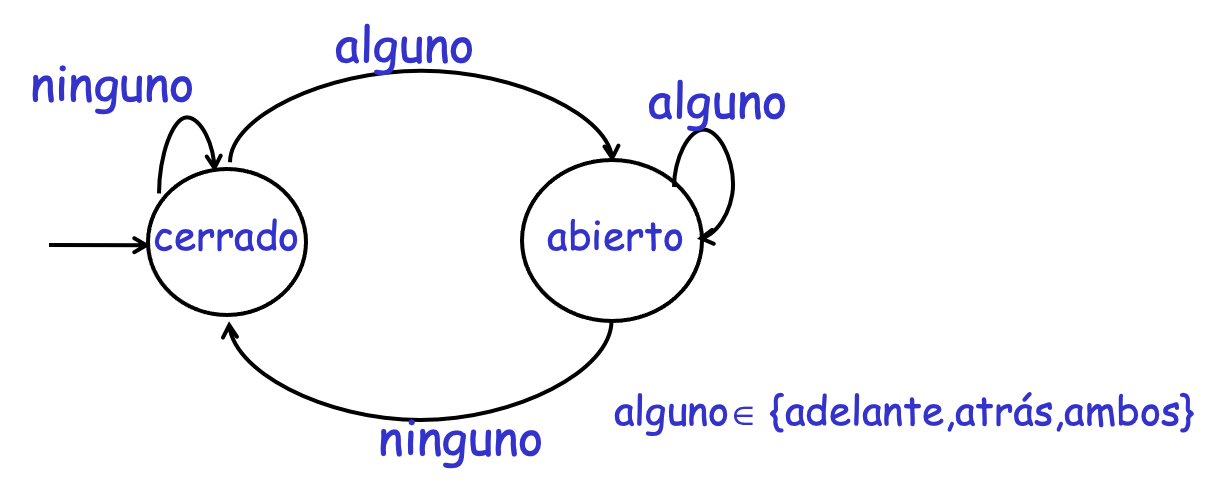 alguno
ninguno
alguno
cerrado
abierto
alguno∈ {adelante,atrás,ambos}
ninguno